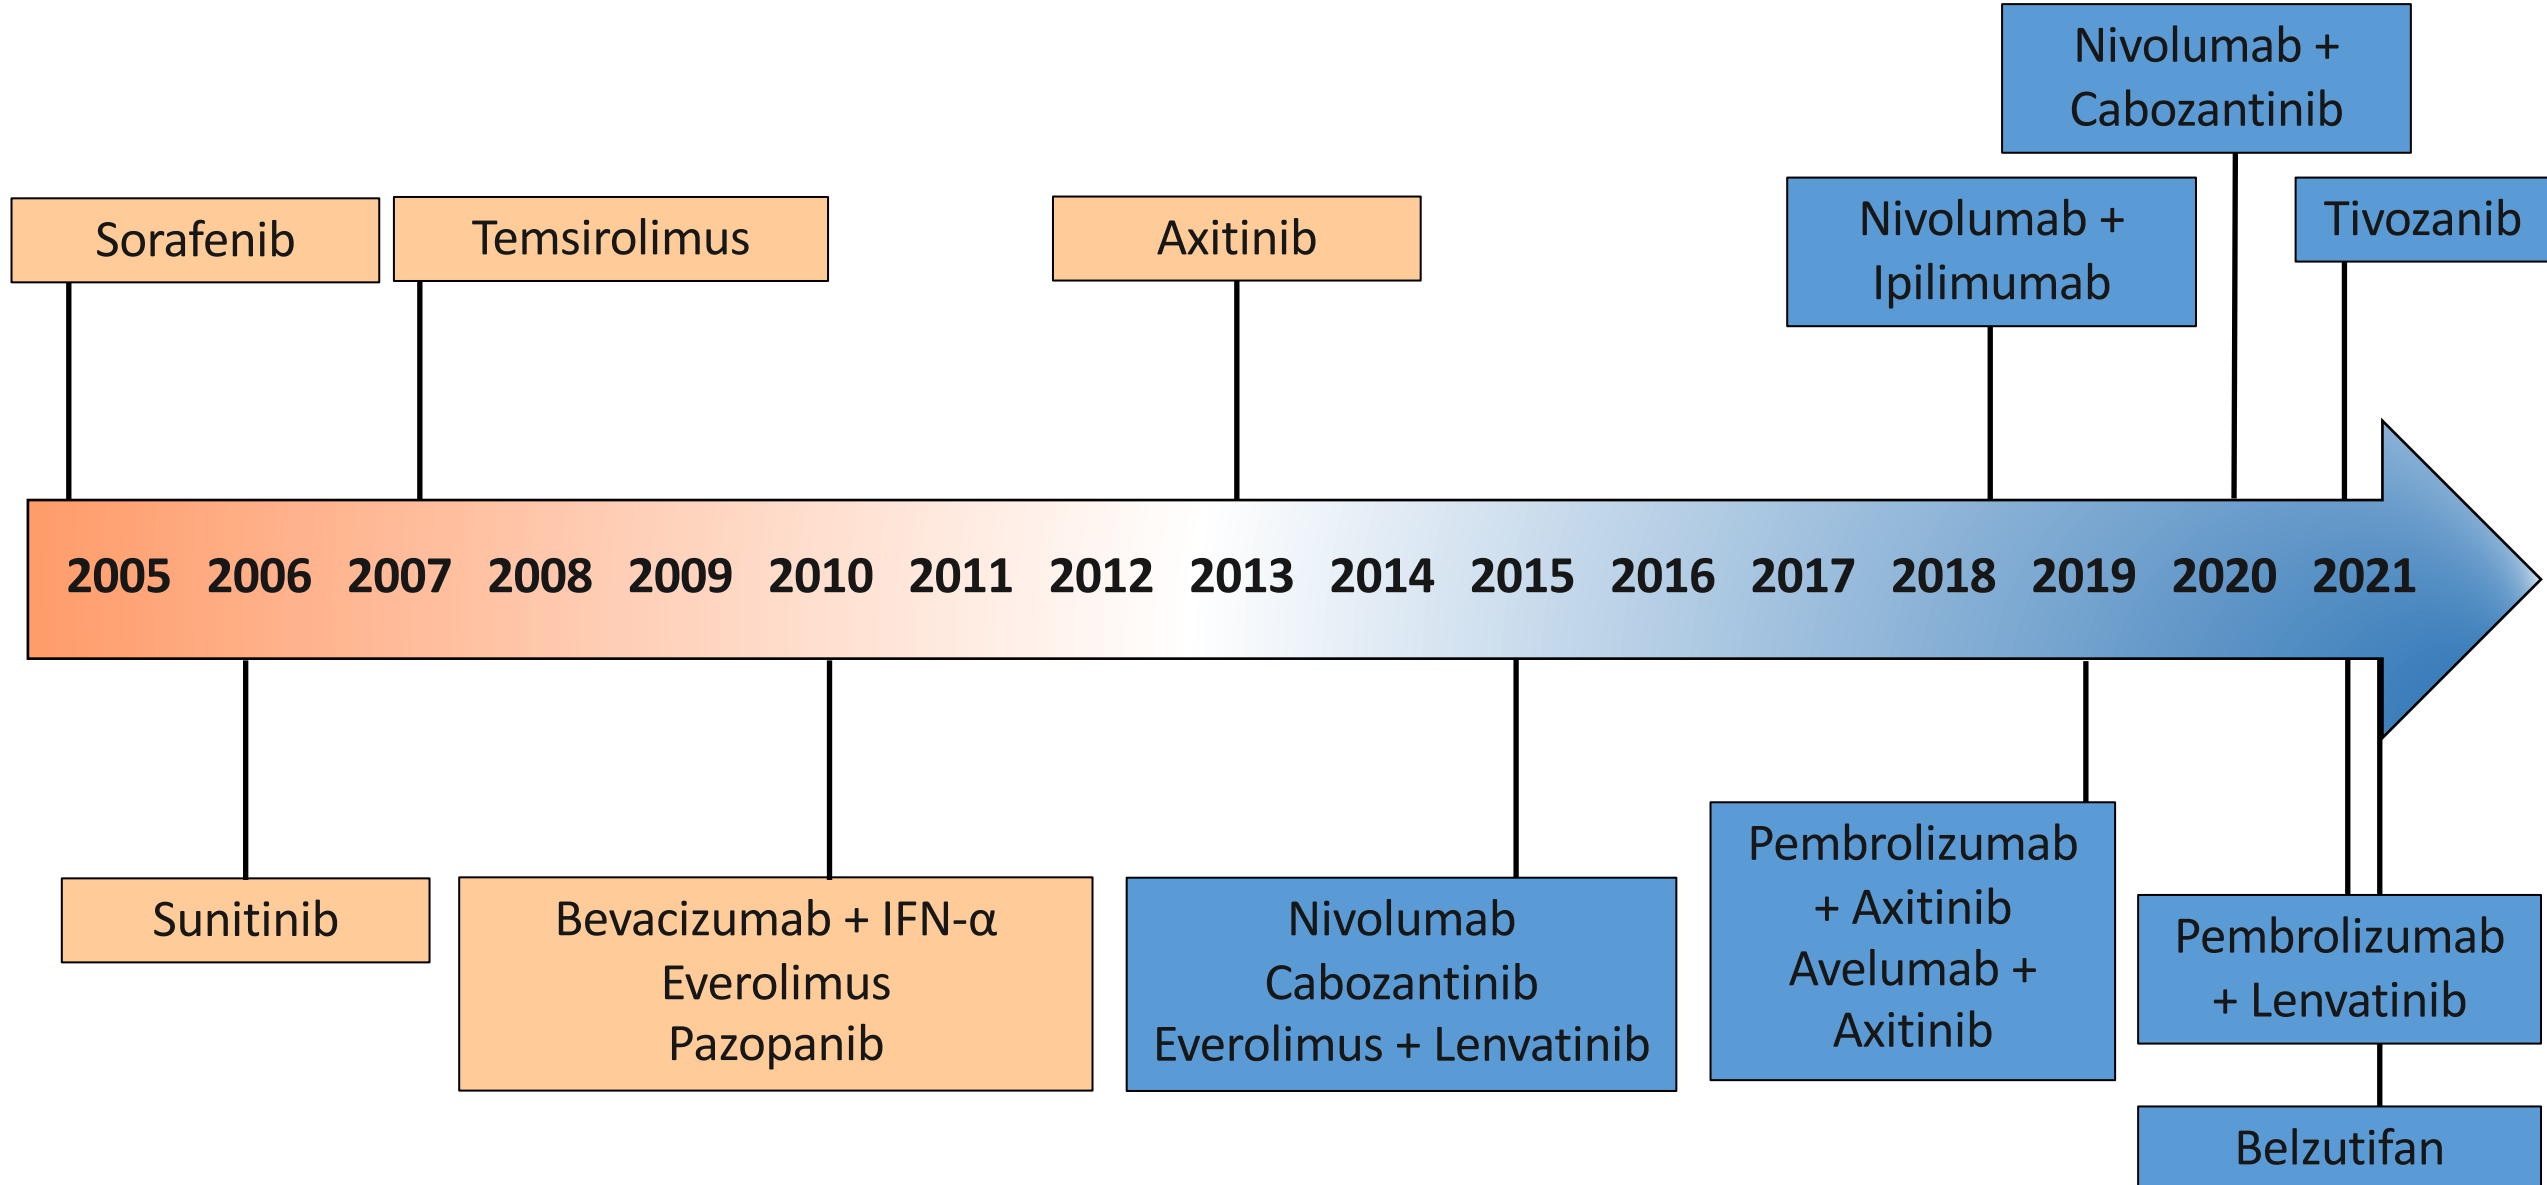 Nivolumab +
Cabozantinib
Sorafenib
Temsirolimus
Axitinib
Nivolumab +
Ipilimumab
Tivozanib
2005 2006 2007 2008 2009 2010 2011 2012 2013 2014 2015 2016 2017 2018 2019 2020 2021
Sunitinib
Bevacizumab + IFN-α
Everolimus
Pazopanib
Nivolumab
Cabozantinib
Everolimus + Lenvatinib
Pembrolizumab
+ Axitinib
Avelumab +
Axitinib
Pembrolizumab
+ Lenvatinib
Belzutifan